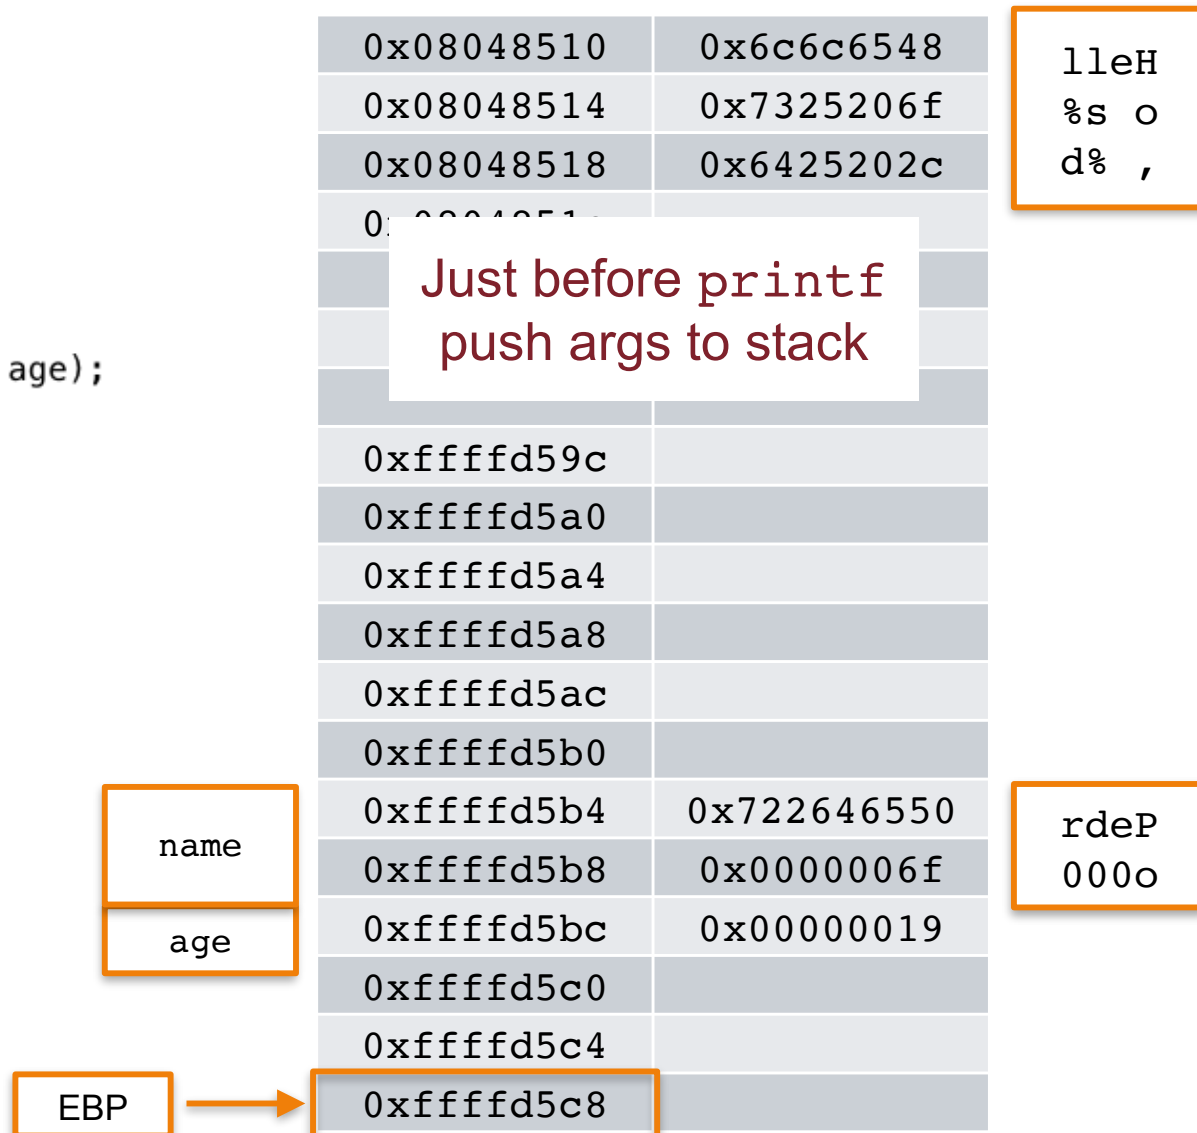 0x08048510 0x6c6c6548
0x08048514 0x7325206f
0x08048518 0x6425202c
lleH
%s o
d% ,
Just before printf
push args to stack
age);
0xffffd59c
0xffffd5a0
0xffffd5a4
0xffffd5a8
0xffffd5ac
0xffffd5b0
name
0xffffd5b4 0x722646550
0xffffd5b8 0x0000006f
rdeP
000o
age
0xffffd5bc 0x00000019
0xffffd5c0
0xffffd5c4
EBP
0xffffd5c8